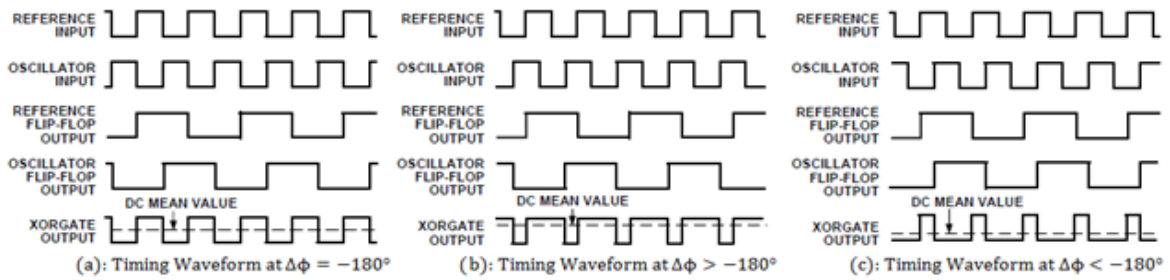 REFERENCE
INPUT
OSCILLATOR
INPUT
REFERENCE
FLIP-FLOP
OUTPUT
OSCILLATOR
FLIP-FLOP
OUTPUT
DC MEAN VALUE
XORGATE
OUTPUT
(a): Timing Waveform at Δϕ = −180°
REFERENCE
INPUT
OSCILLATOR
INPUT
REFERENCE
FLIP-FLOP
OUTPUT
OSCILLATOR
FLIP-FLOP
OUTPUT
DC MEAN VALUE
XORGATE
OUTPUT
(b): Timing Waveform at Δϕ > −180°
REFERENCE
INPUT
OSCILLATOR
INPUT
REFERENCE
FLIP-FLOP
OUTPUT
OSCILLATOR
FLIP-FLOP
OUTPUT
DC MEAN VALUE
XORGATE
OUTPUT
(c): Timing Waveform at Δϕ < −180°